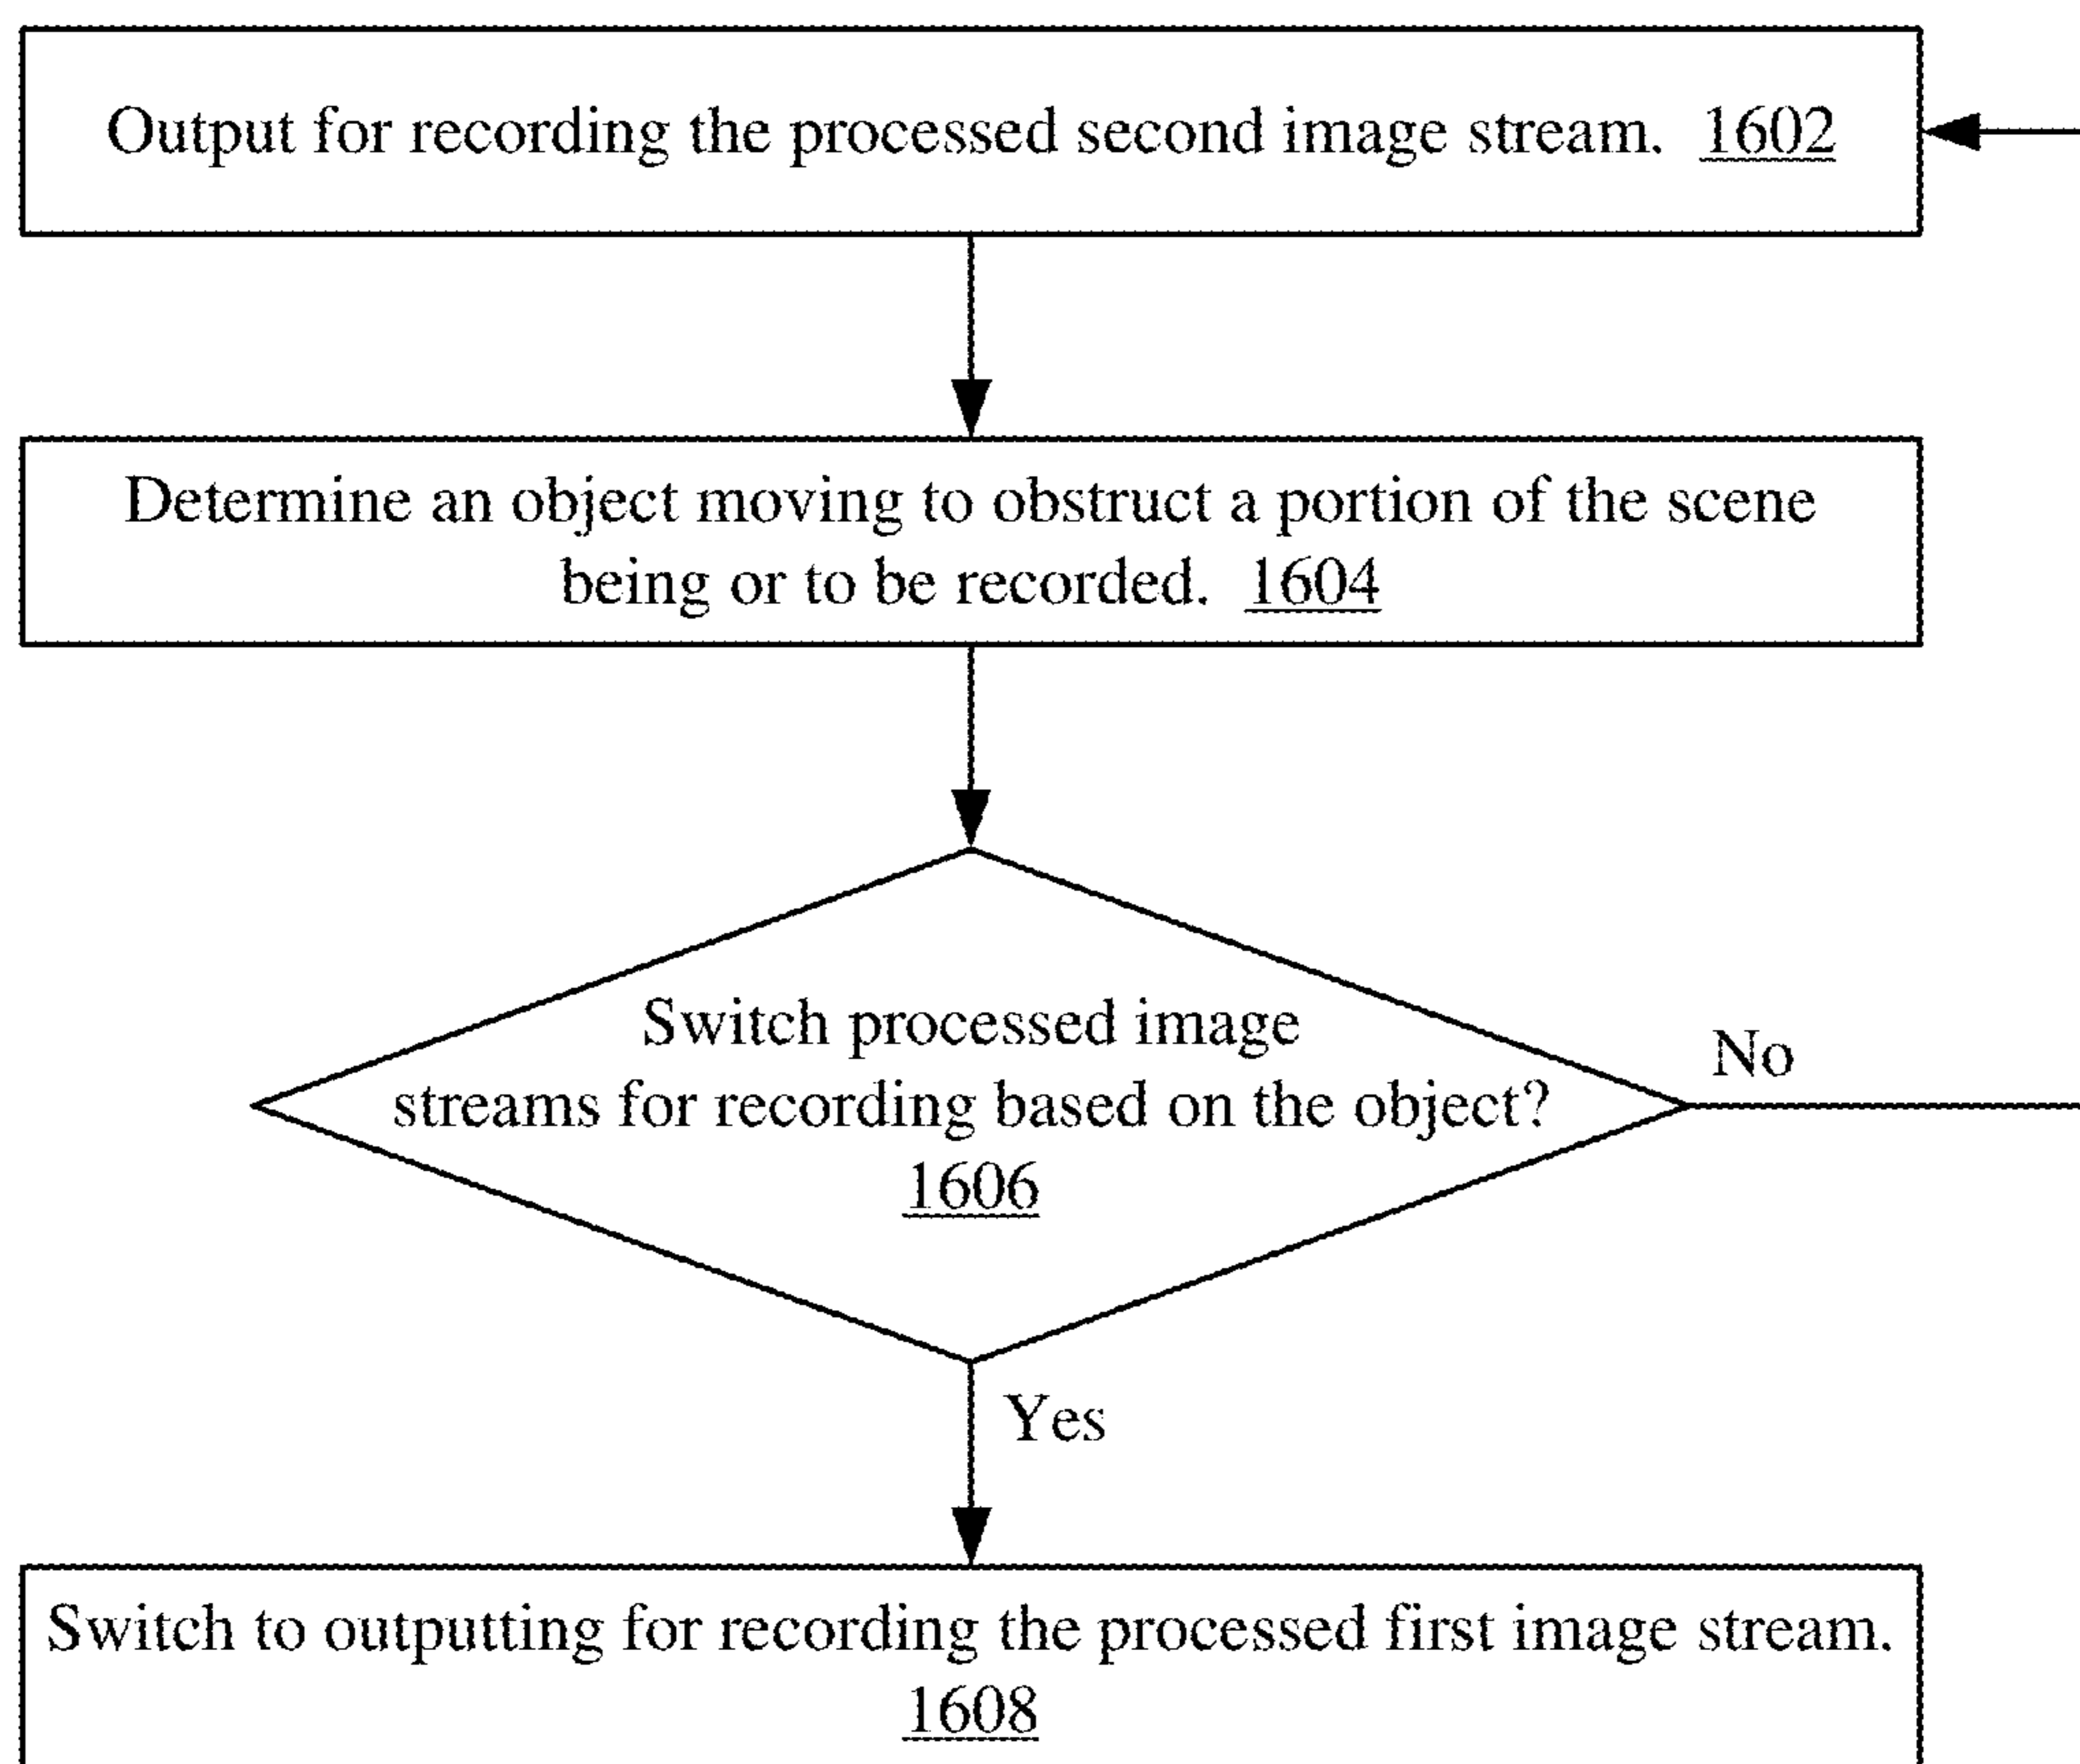 Output for recording the processed second image stream. 1602
Determine an object moving to obstruct a portion of the scene
being or to be recorded. 1604
Switch processed image
streams for recording based on the object?
1606
No
Yes
Switch to outputting for recording the processed first image stream.
1608